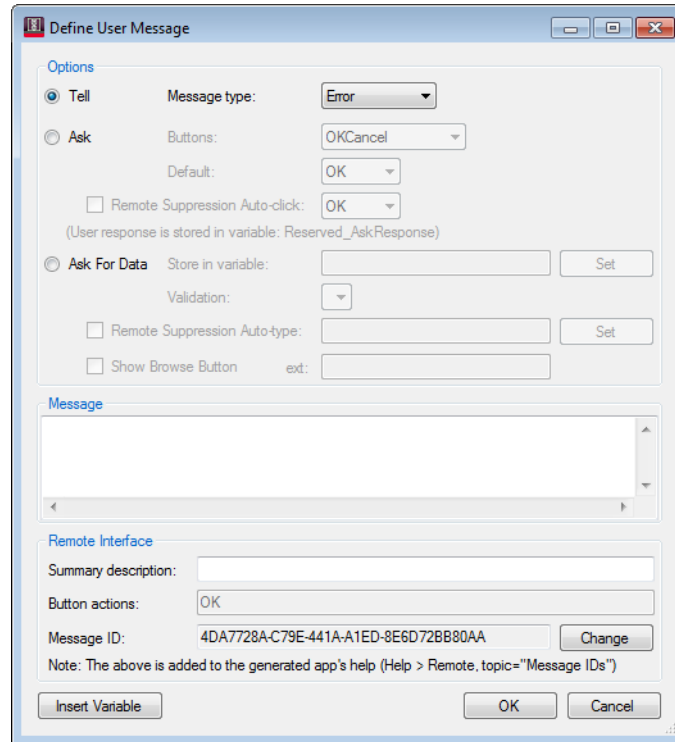 Define User Message
Options
Tell Message type: Error
Ask Buttons: OKCancel
Default: OK
Remote Suppression Auto-click: OK
(User response is stored in variable: Reserved_AskResponse)
Ask For Data Store in variable: Set
Validation:
Remote Suppression Auto-type: Set
Show Browse Button ext:
Message
Remote Interface
Summary description:
Button actions: OK
Message ID: 4DA7728A-C79E-441A-A1ED-8E6D72BB80AA Change
Note: The above is added to the generated app's help (Help > Remote, topic="Message IDs")
Insert Variable OK Cancel